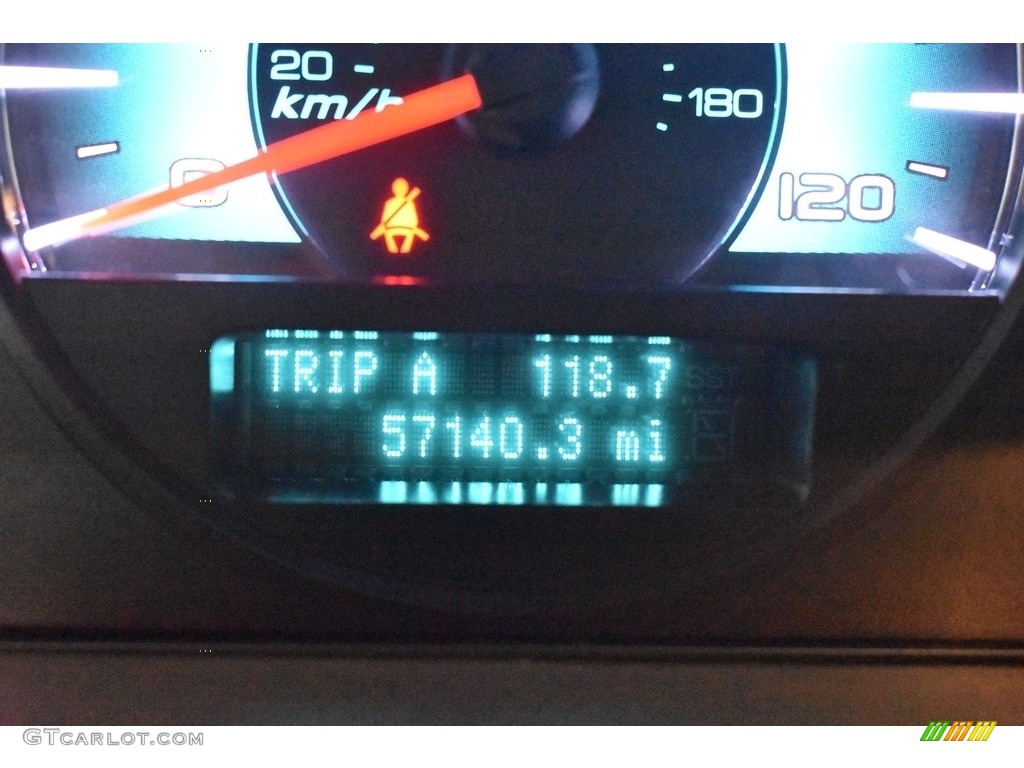 20
km/h
180
0
120
TRIP A 118.7
57140.3 mi
GTCARLOT.COM